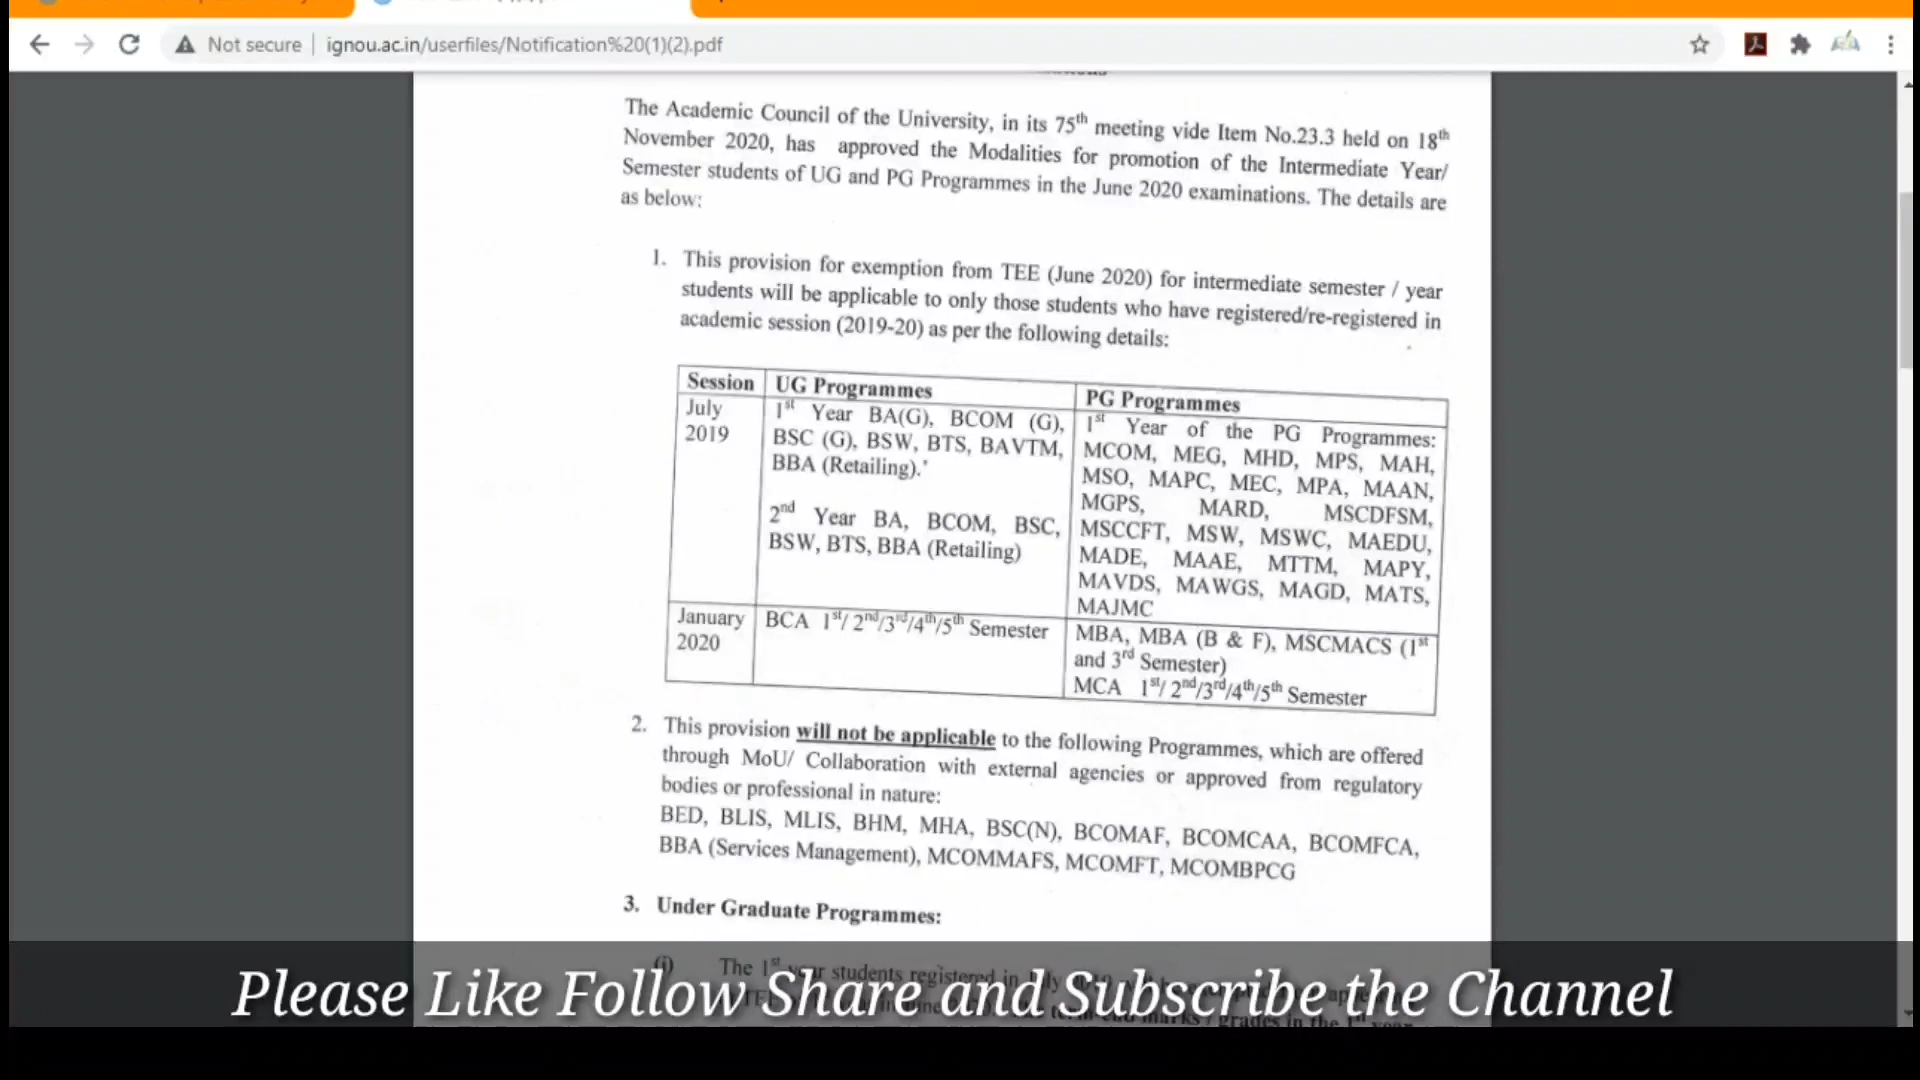 Not secure | ignou.ac.in/userfiles/Notification%20(1)(2).pdf
The Academic Council of the University, in its 75th meeting vide Item No.23.3 held on 18th
November 2020, has approved the Modalities for promotion of the Intermediate Year/
Semester students of UG and PG Programmes in the June 2020 examinations. The details are
as below:
1. This provision for exemption from TEE (June 2020) for intermediate semester / year
students will be applicable to only those students who have registered/re-registered in
academic session (2019-20) as per the following details:
Session UG Programmes PG Programmes
July
2019
1st Year BA(G), BCOM (G),
BSC (G), BSW, BTS, BAVTM,
BBA (Retailing).
2nd Year BA, BCOM, BSC,
BSW, BTS, BBA (Retailing)
1st Year of the PG Programmes:
MCOM, MEG, MHD, MPS, MAH,
MSO, MAPC, MEC, MPA, MAAN,
MGPS, MARD, MSCDFSM,
MSCCFT, MSW, MSWC, MAEDU,
MADE, MAAE, MTTM, MAPY,
MAVDS, MAWGS, MAGD, MATS,
MAJMC
January
2020
BCA 1st/ 2nd/3rd/4th/5th Semester
MBA, MBA (B & F), MSCMACS (1st
and 3rd Semester)
MCA 1st/ 2nd/3rd/4th/5th Semester
2. This provision will not be applicable to the following Programmes, which are offered
through MoU/ Collaboration with external agencies or approved from regulatory
bodies or professional in nature:
BED, BLIS, MLIS, BHM, MHA, BSC(N), BCOMAF, BCOMCAA, BCOMFCA,
BBA (Services Management), MCOMMAFS, MCOMFT, MCOMBPCG
3. Under Graduate Programmes:
(i) The 1st year students registered in
Please Like Follow Share and Subscribe the Channel